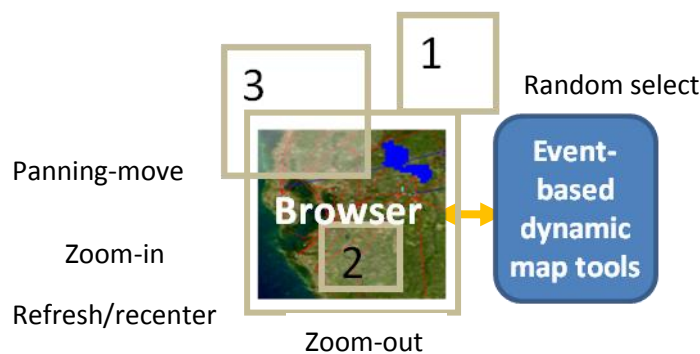 1
3
Random select
Event-
based
dynamic
map tools
Panning-move
Browser
Zoom-in
2
Refresh/recenter
Zoom-out